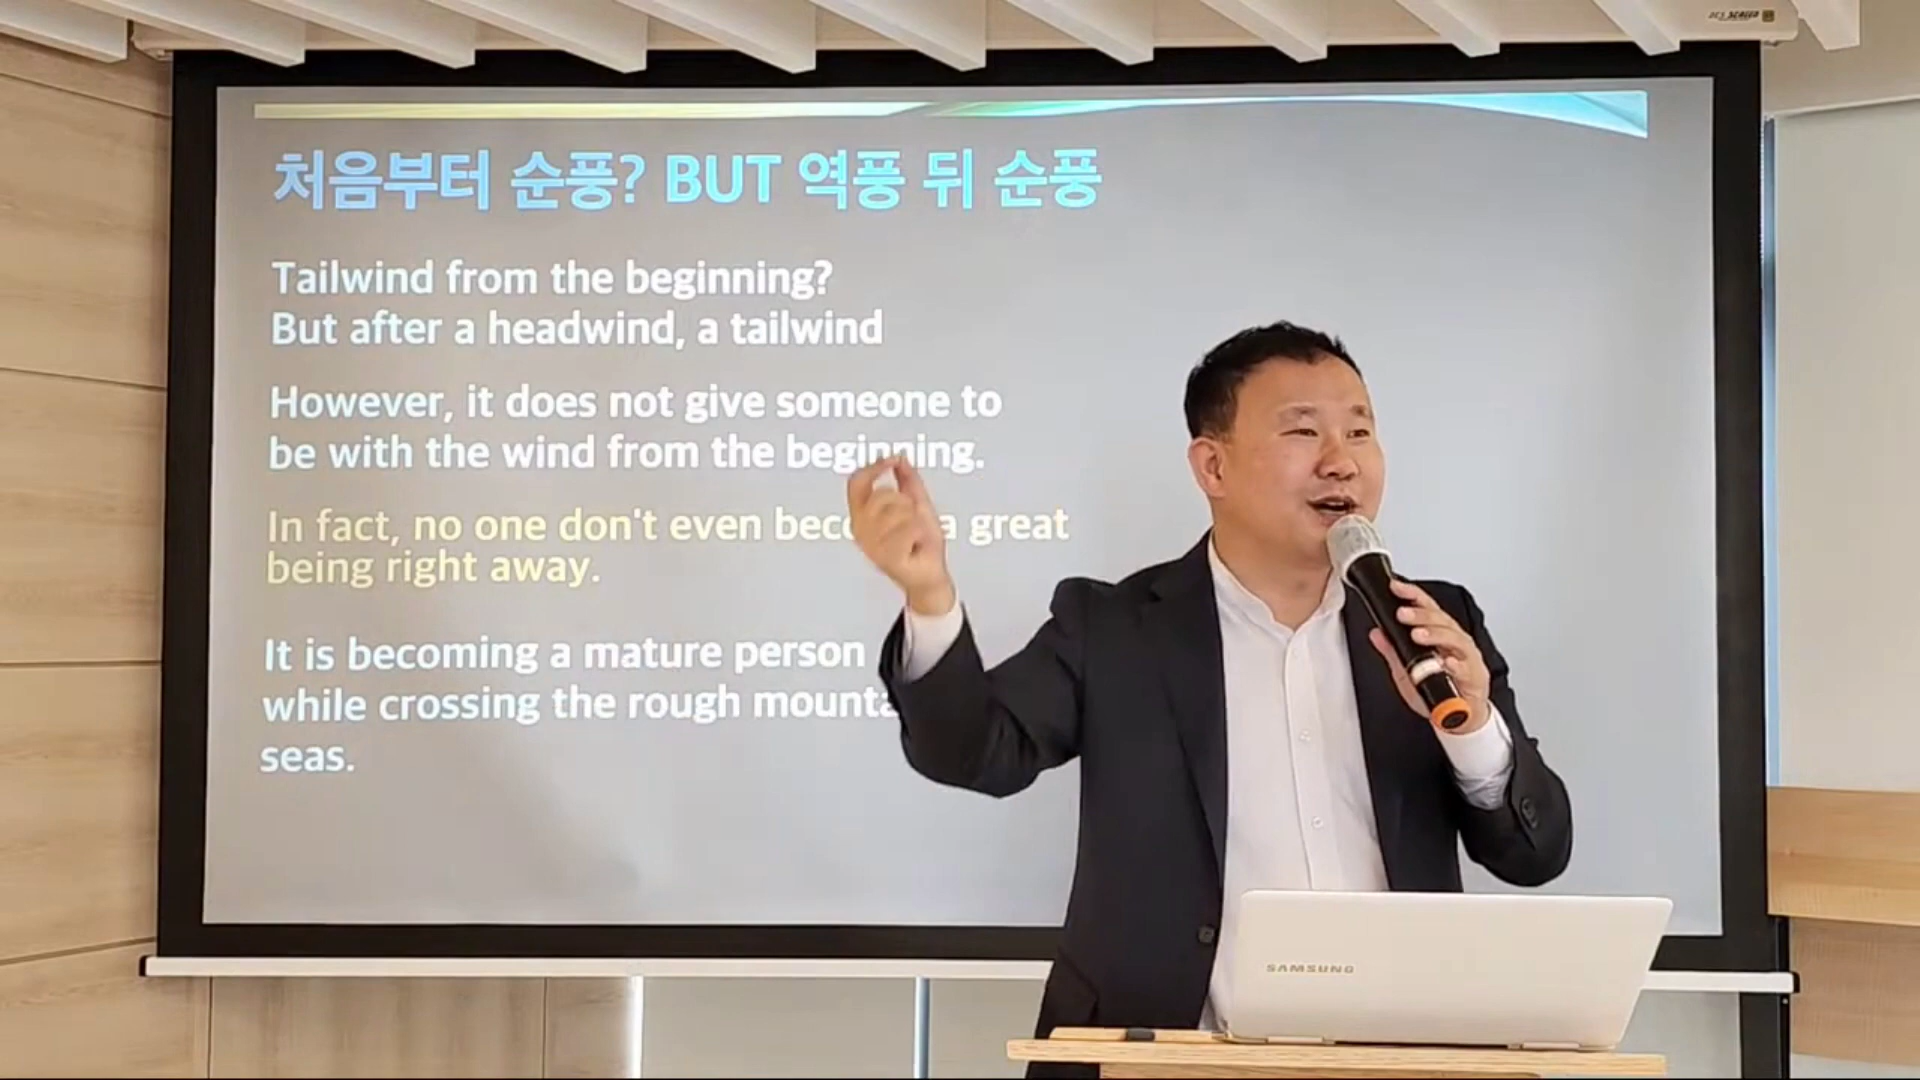 처음부터 순풍? BUT 역풍 뒤 순풍
Tailwind from the beginning?
But after a headwind, a tailwind
However, it does not give someone to
be with the wind from the beginning.
In fact, no one don't even a great
being right away.
It is becoming a mature person
while crossing the rough
seas.
SAMSUNG